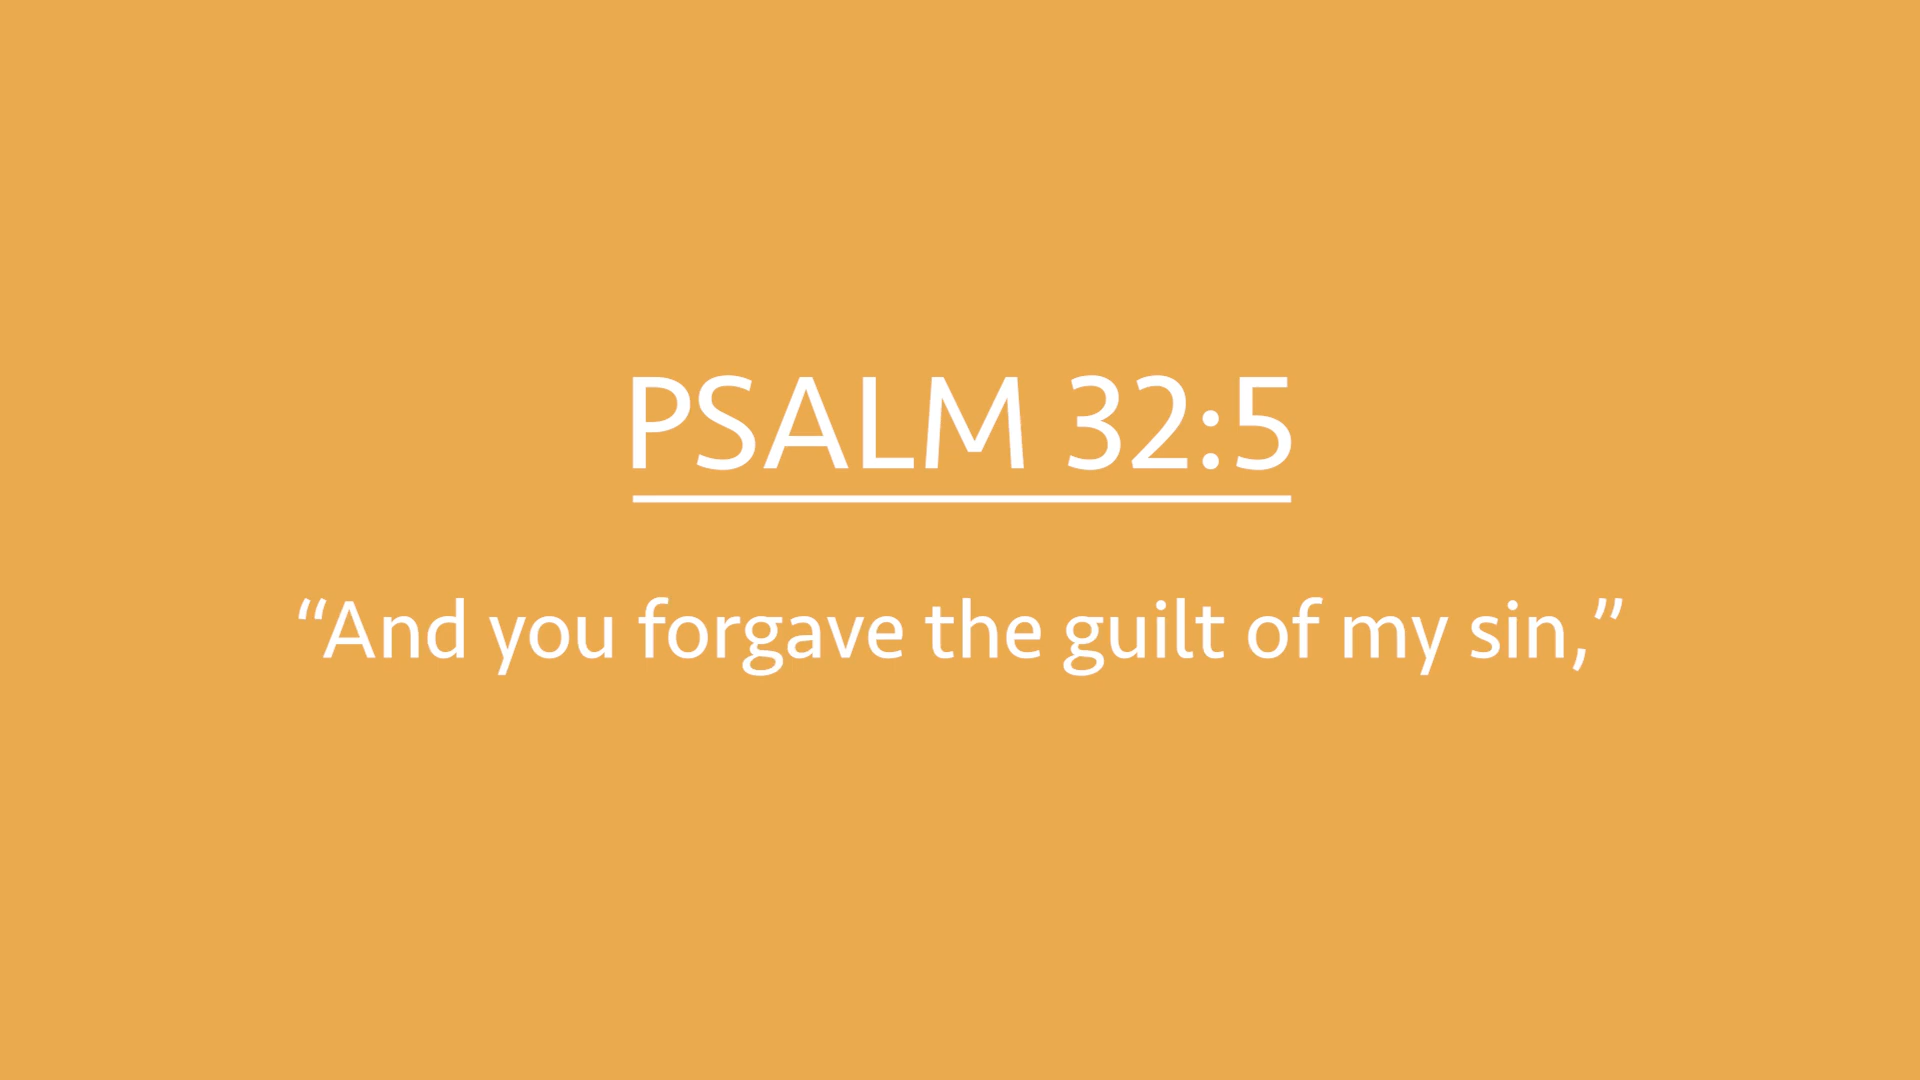 PSALM 32:5
“And you forgave the guilt of my sin,”